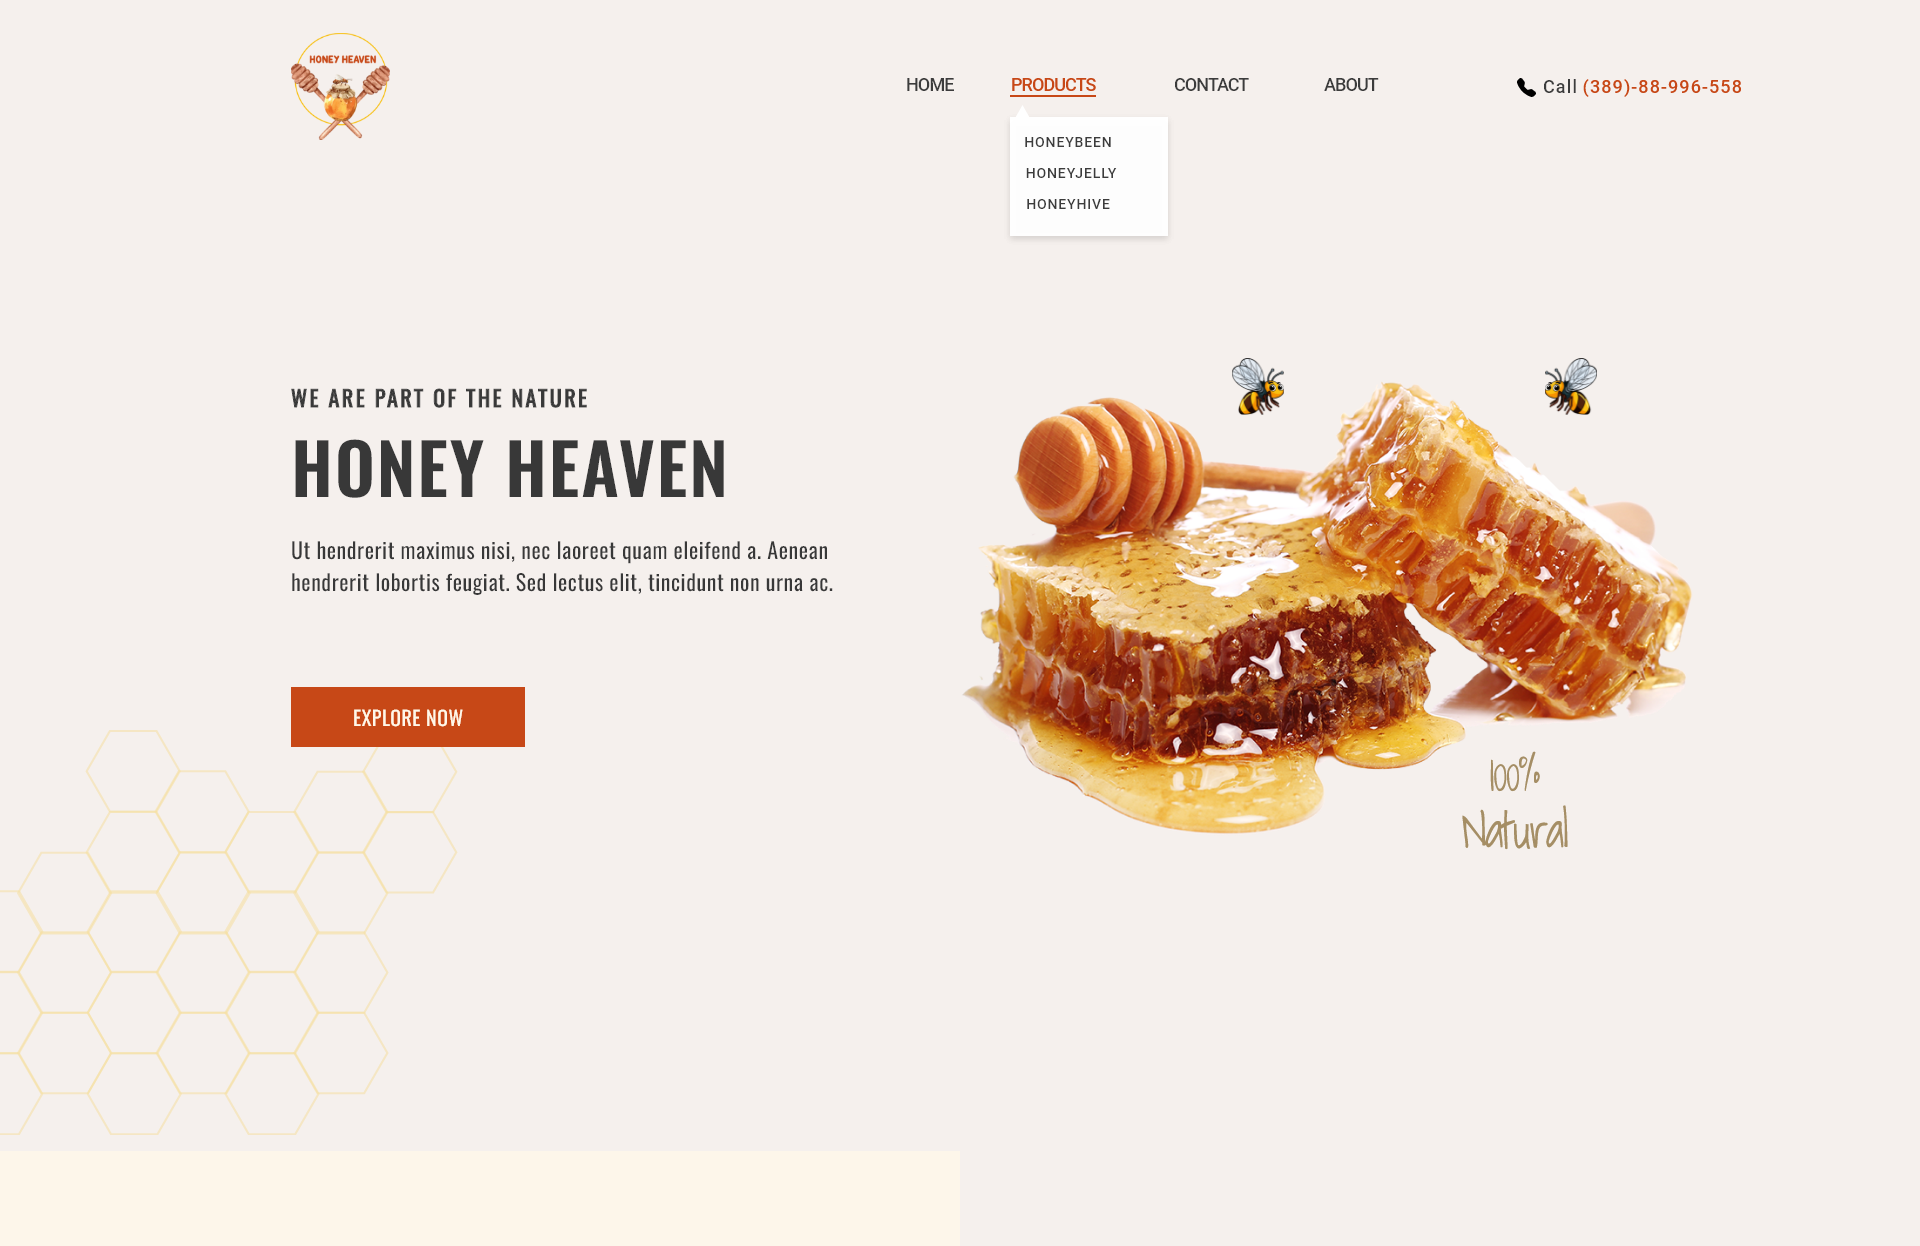 HONEY HEAVEN
HOME
PRODUCTS
CONTACT
ABOUT
Call (389)-88-996-558
HONEYBEEN
HONEYJELLY
HONEYHIVE
WE ARE PART OF THE NATURE
HONEY HEAVEN
Ut hendrerit maximus nisi, nec laoreet quam eleifend a. Aenean
hendrerit lobortis feugiat. Sed lectus elit, tincidunt non urna ac.
EXPLORE NOW
100%
Natural